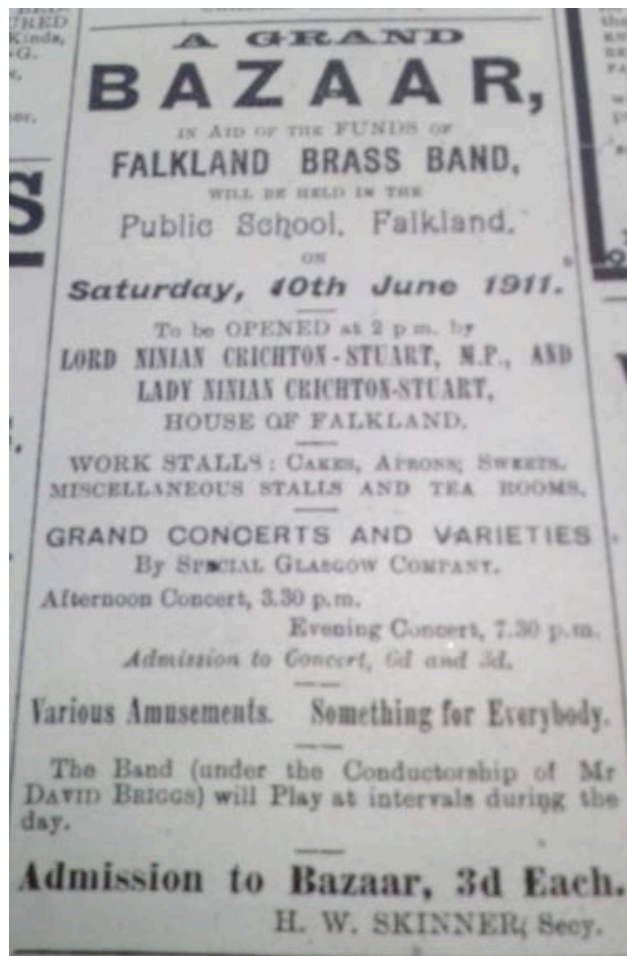 A GRAND
BAZAAR,
IN AID OF THE FUNDS OF
FALKLAND BRASS BAND,
WILL BE HELD IN THE
Public School, Falkland,
ON
Saturday, 10th June 1911.
To be OPENED at 2 p m. by
LORD NINIAN CRICHTON-STUART, M.P., AND
LADY NINIAN CRICHTON-STUART,
HOUSE OF FALKLAND.
WORK STALLS: CAKES, APRONS, SWEETS,
MISCELLANEOUS STALLS AND TEA ROOMS.
GRAND CONCERTS AND VARIETIES
By SPECIAL GLASGOW COMPANY.
Afternoon Concert, 3.30 p.m.
Evening Concert, 7.30 p.m.
Admission to Concert, 6d and 3d.
Various Amusements. Something for Everybody.
The Band (under the Conductorship of Mr
DAVID BRIGGS) will Play at intervals during the
day.
Admission to Bazaar, 3d Each.
H. W. SKINNER, Secy.